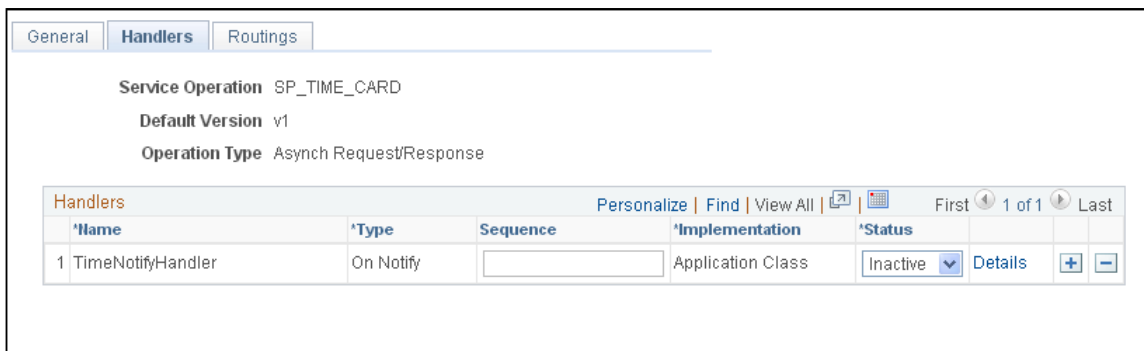 General Handlers Routings
Service Operation SP_TIME_CARD
Default Version v1
Operation Type Asynch Request/Response
Handlers Personalize | Find | View All | | First 1 of 1 Last
*Name *Type Sequence *Implementation *Status
1 TimeNotifyHandler On Notify Application Class Inactive Details + −